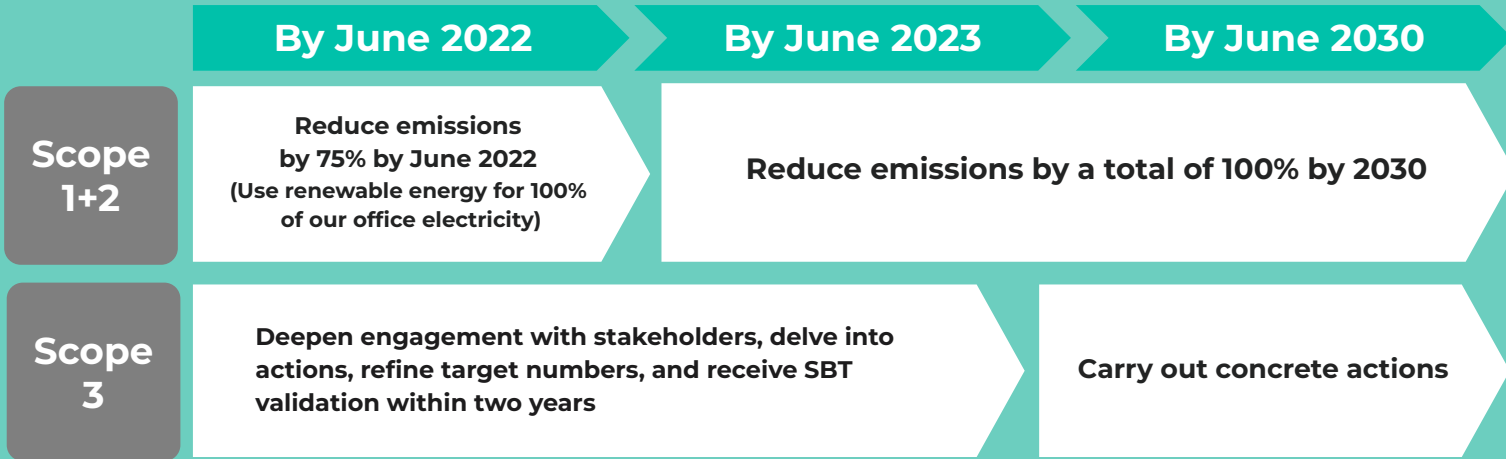 By June 2022
By June 2023
By June 2030
Scope
1+2
Reduce emissions
by 75% by June 2022
(Use renewable energy for 100%
of our office electricity)
Reduce emissions by a total of 100% by 2030
Scope
3
Deepen engagement with stakeholders, delve into
actions, refine target numbers, and receive SBT
validation within two years
Carry out concrete actions